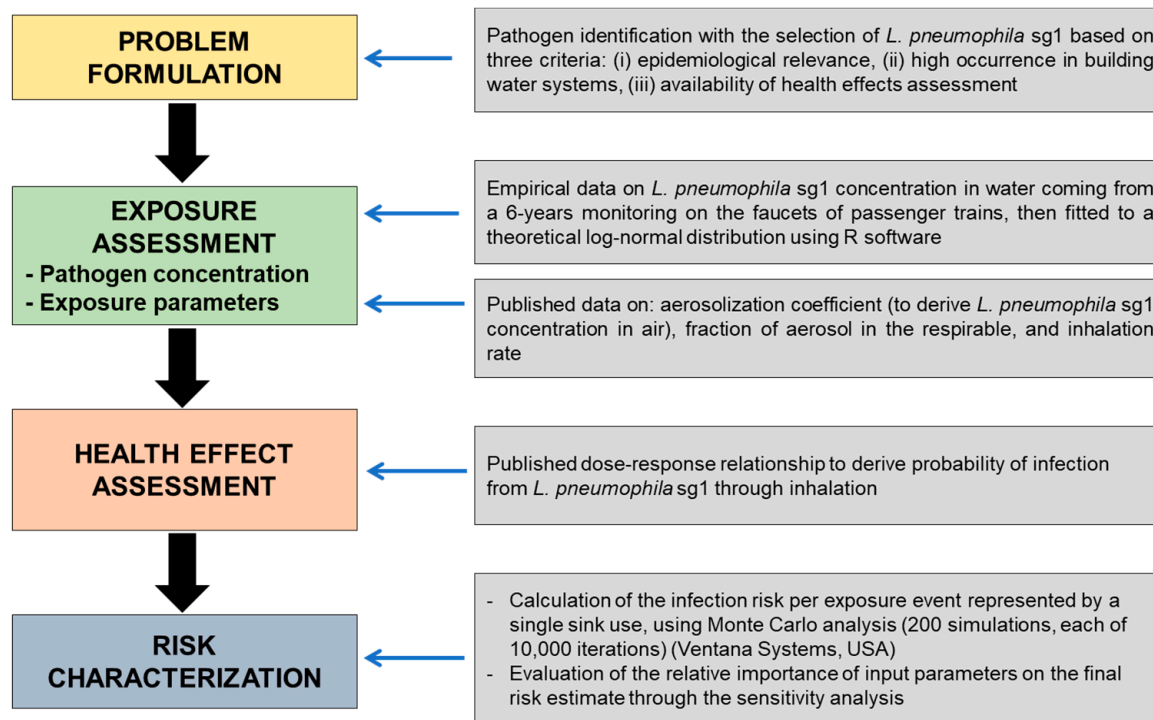 PROBLEM
FORMULATION
Pathogen identification with the selection of L. pneumophila sg1 based on
three criteria: (i) epidemiological relevance, (ii) high occurrence in building
water systems, (iii) availability of health effects assessment
EXPOSURE
ASSESSMENT
- Pathogen concentration
- Exposure parameters
Empirical data on L. pneumophila sg1 concentration in water coming from
a 6-years monitoring on the faucets of passenger trains, then fitted to a
theoretical log-normal distribution using R software
Published data on: aerosolization coefficient (to derive L. pneumophila sg1
concentration in air), fraction of aerosol in the respirable, and inhalation
rate
HEALTH EFFECT
ASSESSMENT
Published dose-response relationship to derive probability of infection
from L. pneumophila sg1 through inhalation
RISK
CHARACTERIZATION
- Calculation of the infection risk per exposure event represented by a
single sink use, using Monte Carlo analysis (200 simulations, each of
10,000 iterations) (Ventana Systems, USA)
- Evaluation of the relative importance of input parameters on the final
risk estimate through the sensitivity analysis